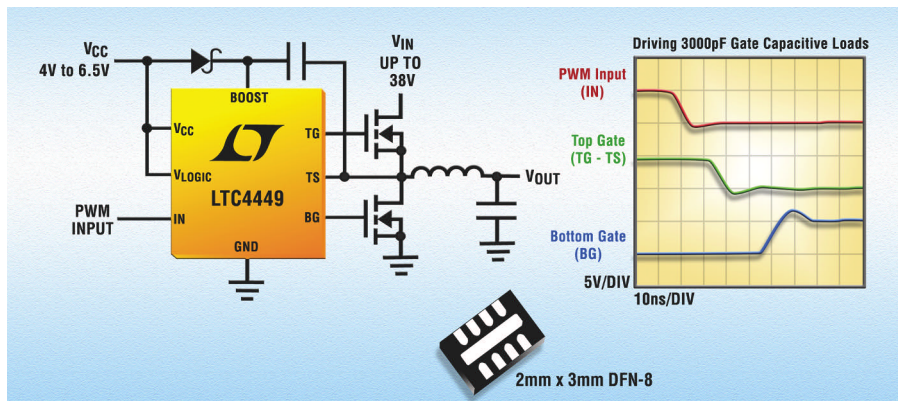 VCC
4V to 6.5V
VIN
UP TO
38V
BOOST
VCC
TG
VLOGIC
TS
LTC4449
PWM
INPUT
IN
BG
GND
VOUT
Driving 3000pF Gate Capacitive Loads
PWM Input
(IN)
Top Gate
(TG - TS)
Bottom Gate
(BG)
5V/DIV
10ns/DIV
2mm x 3mm DFN-8